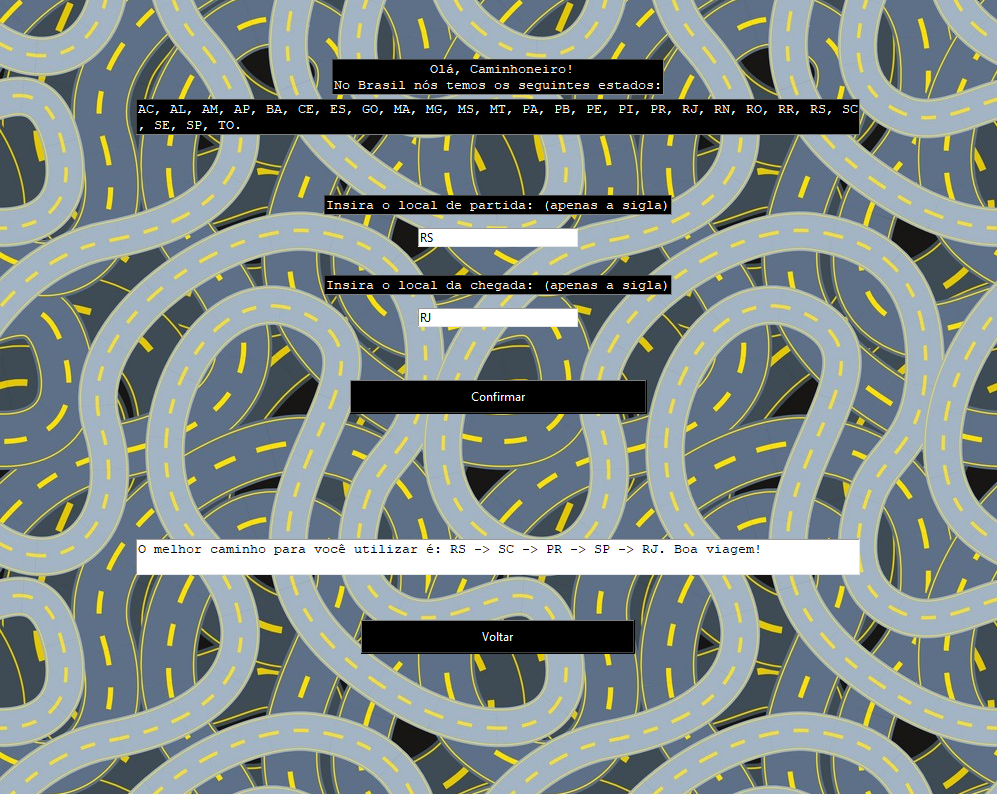 Olá, Caminhoneiro!
No Brasil nós temos os seguintes estados:
AC, AL, AM, AP, BA, CE, ES, GO, MA, MG, MS, MT, PA, PB, PE, PI, PR, RJ, RN, RO, RR, RS, SC
, SE, SP, TO.
Insira o local de partida: (apenas a sigla)
RS
Insira o local da chegada: (apenas a sigla)
RJ
Confirmar
O melhor caminho para você utilizar é: RS -> SC -> PR -> SP -> RJ. Boa viagem!
Voltar